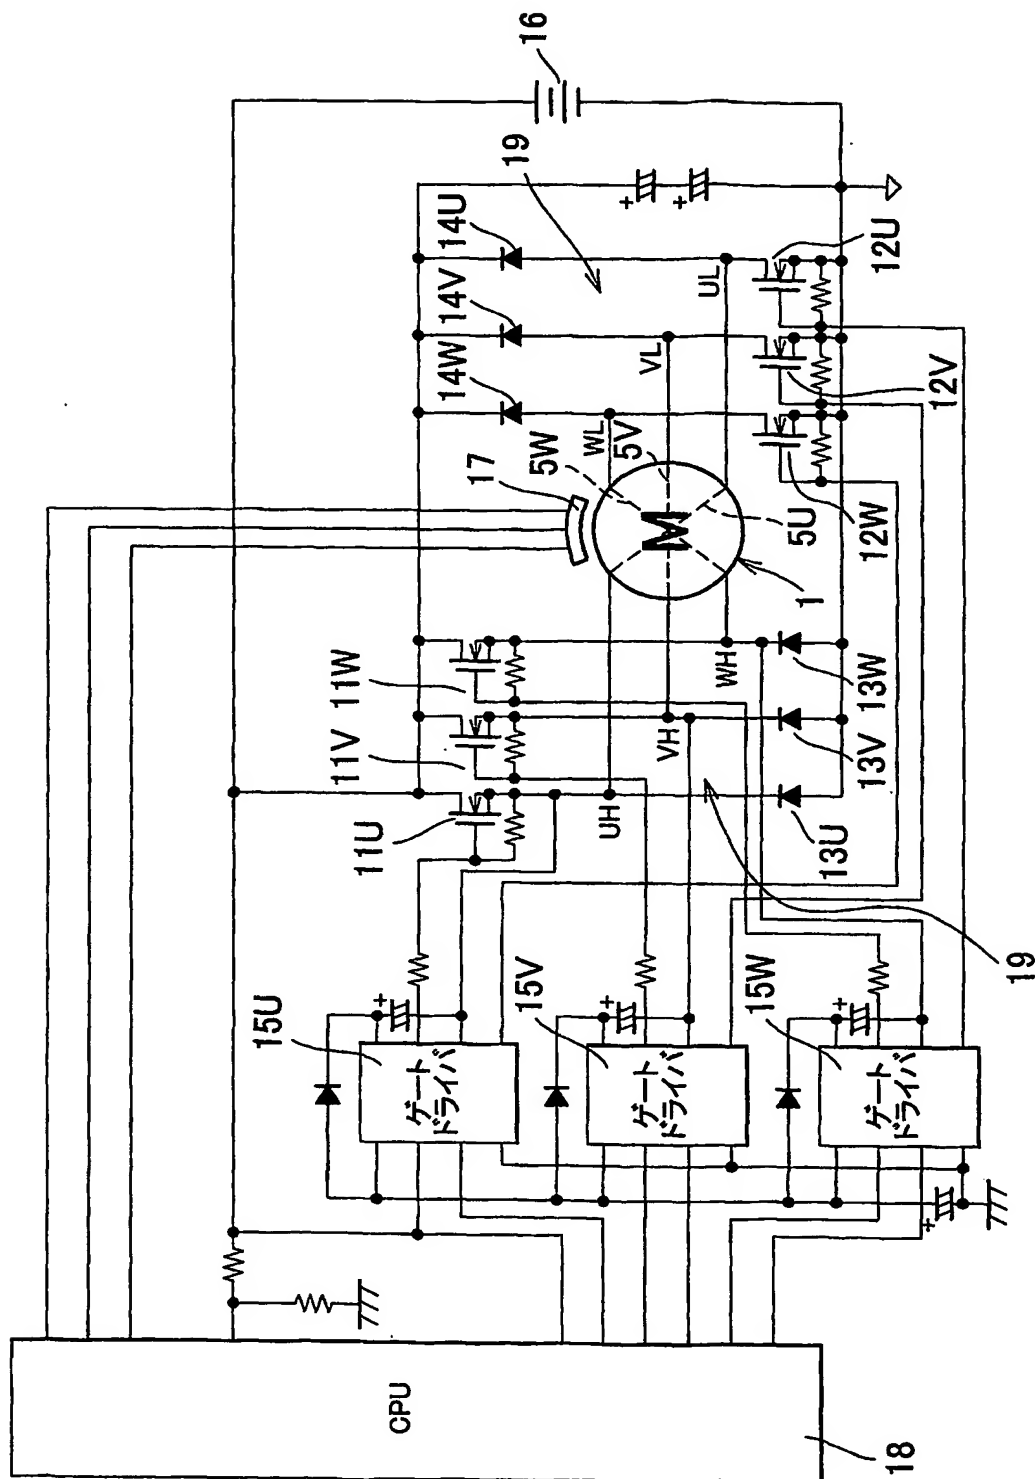 16
19
14U
14V
14W
UL
VL
WL
12U
12V
12W
17
5W
5V
5U
M
1
11W
11V
11U
WH
VH
UH
13W
13V
13U
19
15U
ゲート
ドライバ
15V
ゲート
ドライバ
15W
ゲート
ドライバ
+
+
+
+
+
+
CPU
18